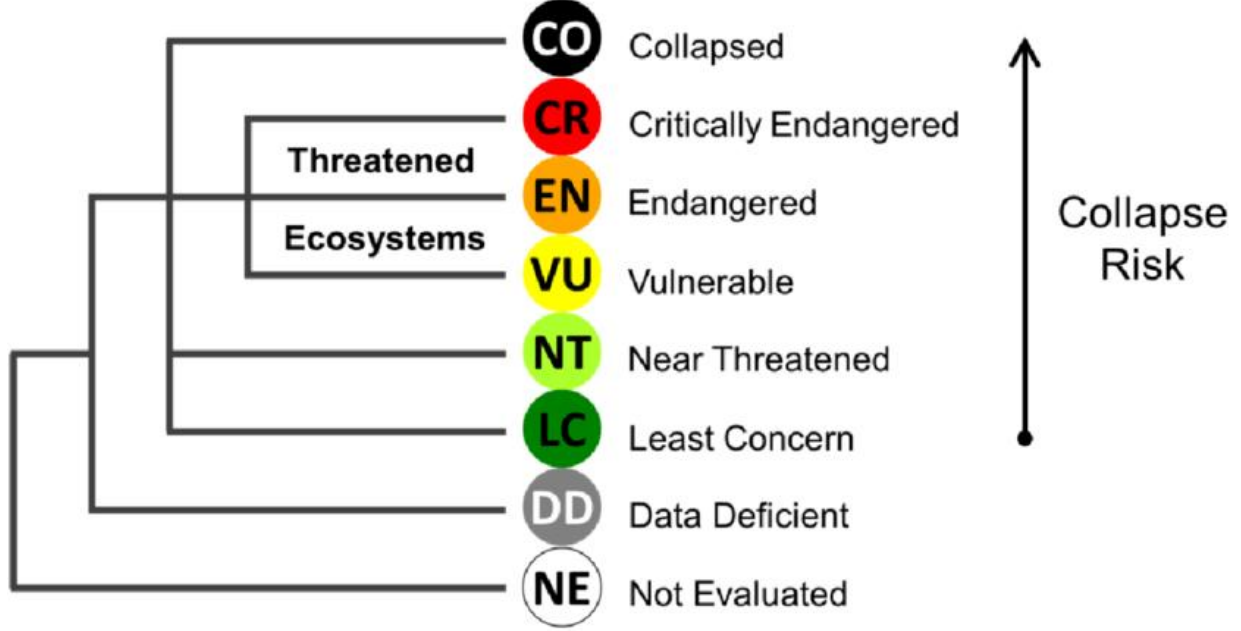 CO Collapsed
CR Critically Endangered
Threatened
EN Endangered
Ecosystems
VU Vulnerable
NT Near Threatened
LC Least Concern
DD Data Deficient
NE Not Evaluated
Collapse
Risk